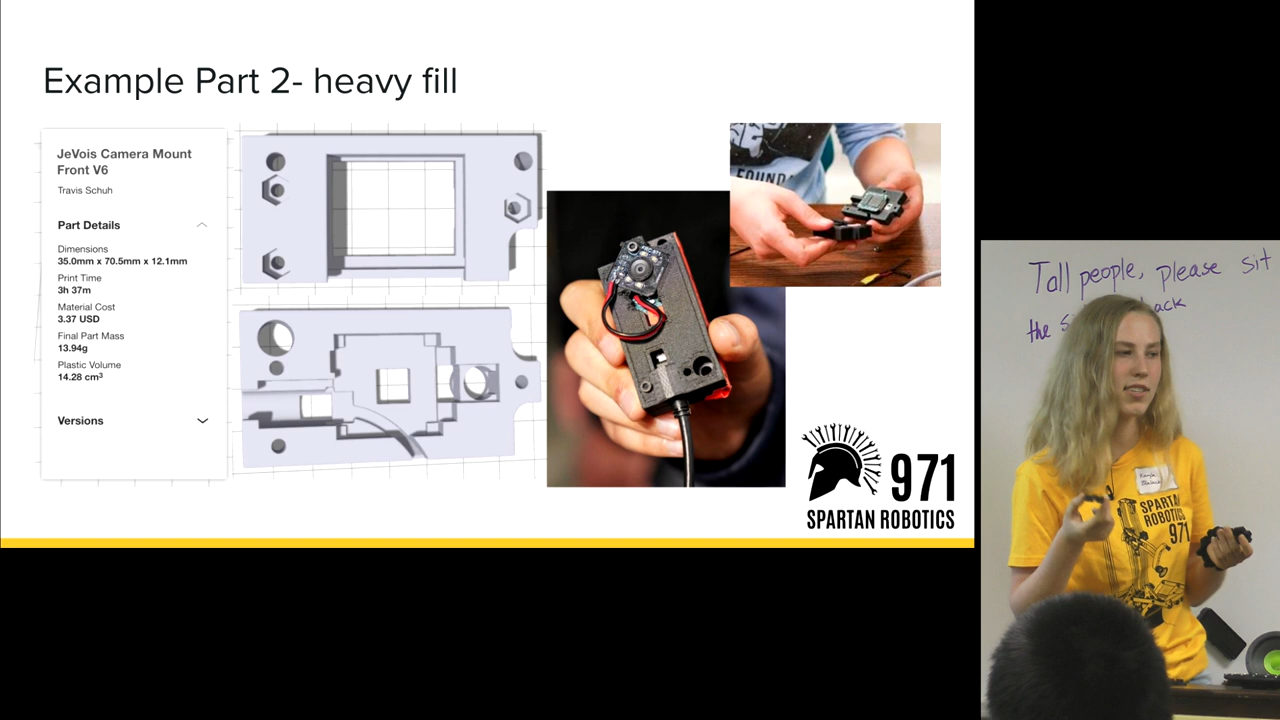 Example Part 2- heavy fill
JeVois Camera Mount
Front V6
Travis Schuh
Part Details
Dimensions
35.0mm x 70.5mm x 12.1mm
Print Time
3h 37m
Material Cost
3.37 USD
Final Part Mass
13.94g
Plastic Volume
14.28 cm³
Versions
FOUND
971
SPARTAN ROBOTICS
Tall people, please sit
the
SPARTA
ROBOTICS
971